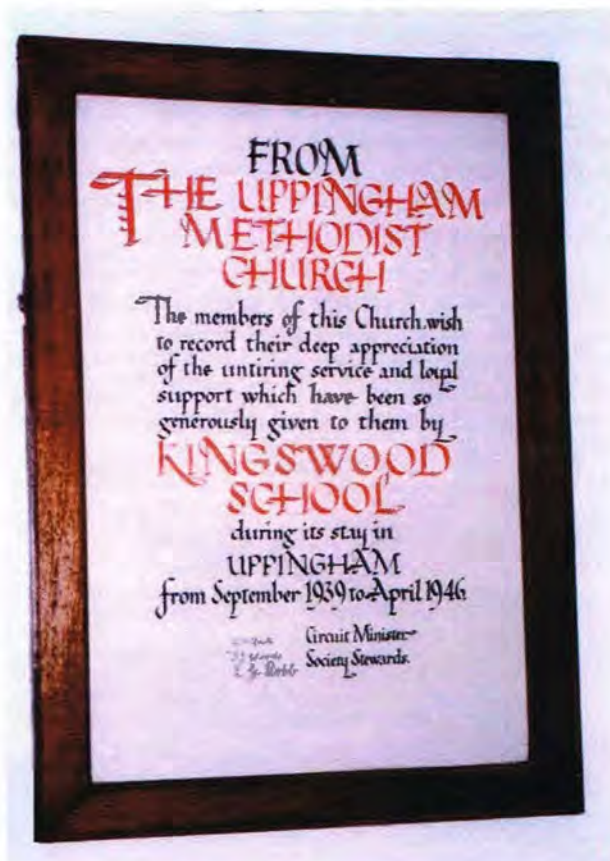 FROM
THE UPPINGHAM
METHODIST
CHURCH
The members of this Church wish
to record their deep appreciation
of the untiring service and loyal
support which have been so
generously given to them by
KINGSWOOD
SCHOOL
during its stay in
UPPINGHAM
from September 1939 to April 1946
Circuit Minister
Society Stewards.